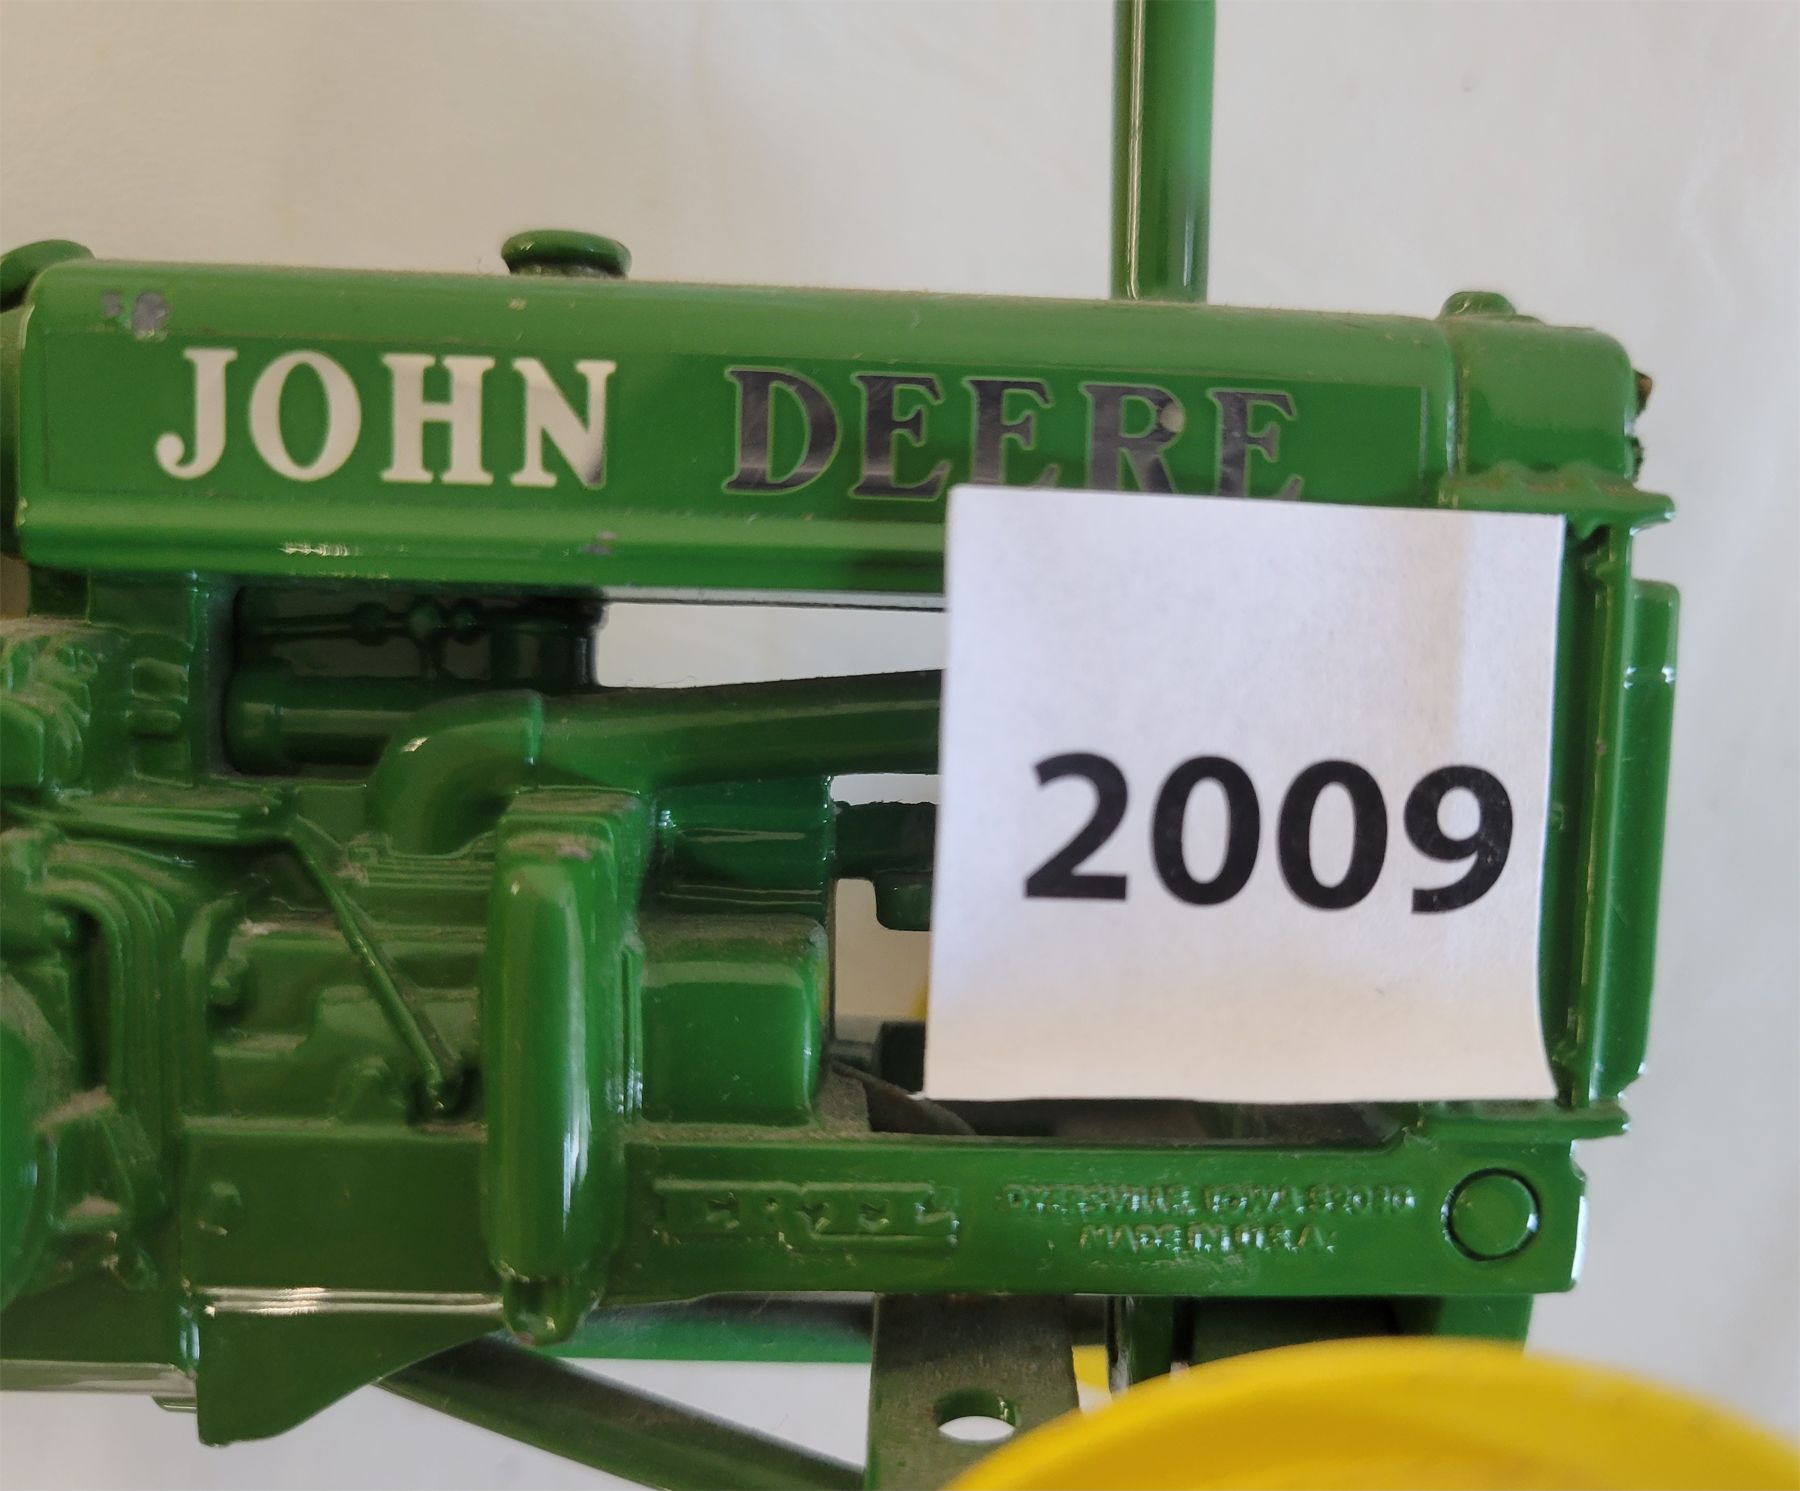 JOHN DEERE
2009
ERTL
DYERSVILLE IOWA 52040
MADE IN U.S.A.